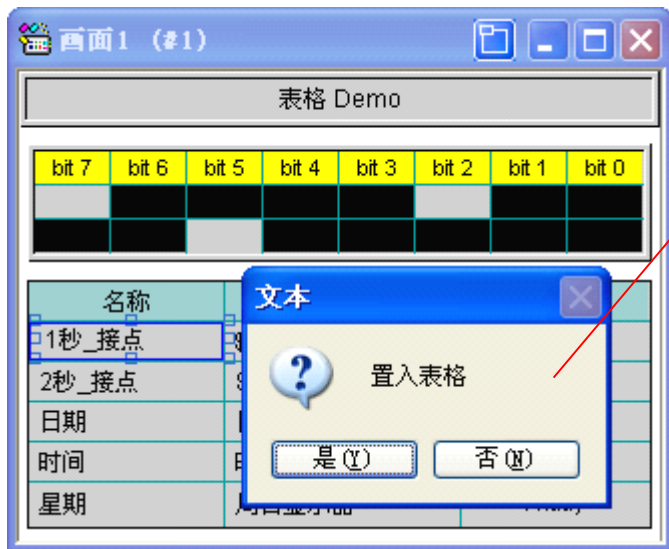 画面1 (#1)
表格 Demo
bit 7 bit 6 bit 5 bit 4 bit 3 bit 2 bit 1 bit 0
名称
文本
1秒_接点
置入表格
2秒_接点
日期
是(Y) 否(N)
时间
星期